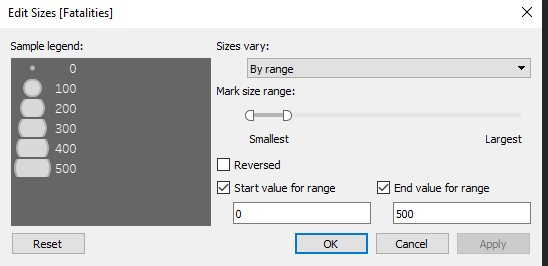 Edit Sizes [Fatalities]
Sample legend:
0
100
200
300
400
500
Sizes vary:
By range
Mark size range:
Smallest Largest
Reversed
Start value for range End value for range
0 500
Reset OK Cancel Apply